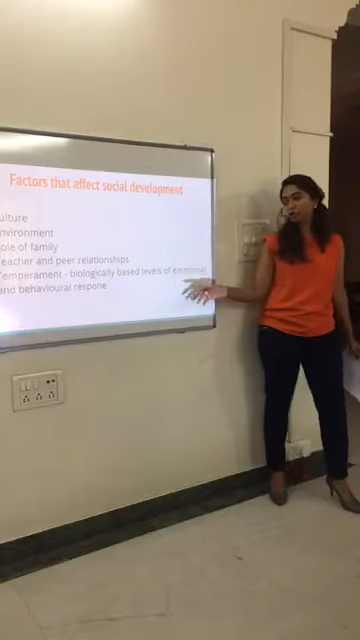 Factors that affect social development
ulture
nvironment
ole of family
eacher and peer relationships
Temperament - biologically based levels of emotional
and behavioural response